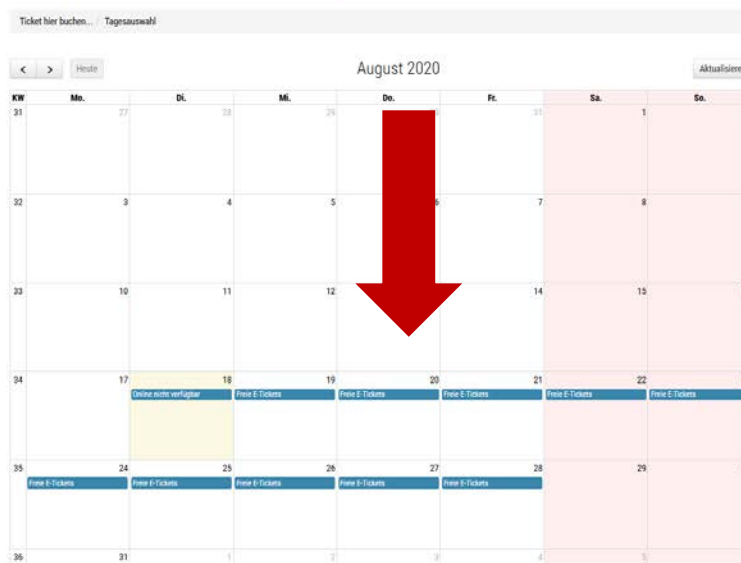 Ticket hier buchen... / Tagesauswahl
< > Heute August 2020 Aktualisiere
KW Mo. Di. Mi. Do. Fr. Sa. So.
31 27 28 29 31 1
32 3 4 5 6 7 8
33 10 11 12 14 15
34 17 18 19 20 21 22
Online nicht verfügbar Freie E-Tickets Freie E-Tickets Freie E-Tickets Freie E-Tickets Freie E-Tickets
35 24 25 26 27 28 29
Freie E-Tickets Freie E-Tickets Freie E-Tickets Freie E-Tickets Freie E-Tickets
36 31 1 2 3 4 5